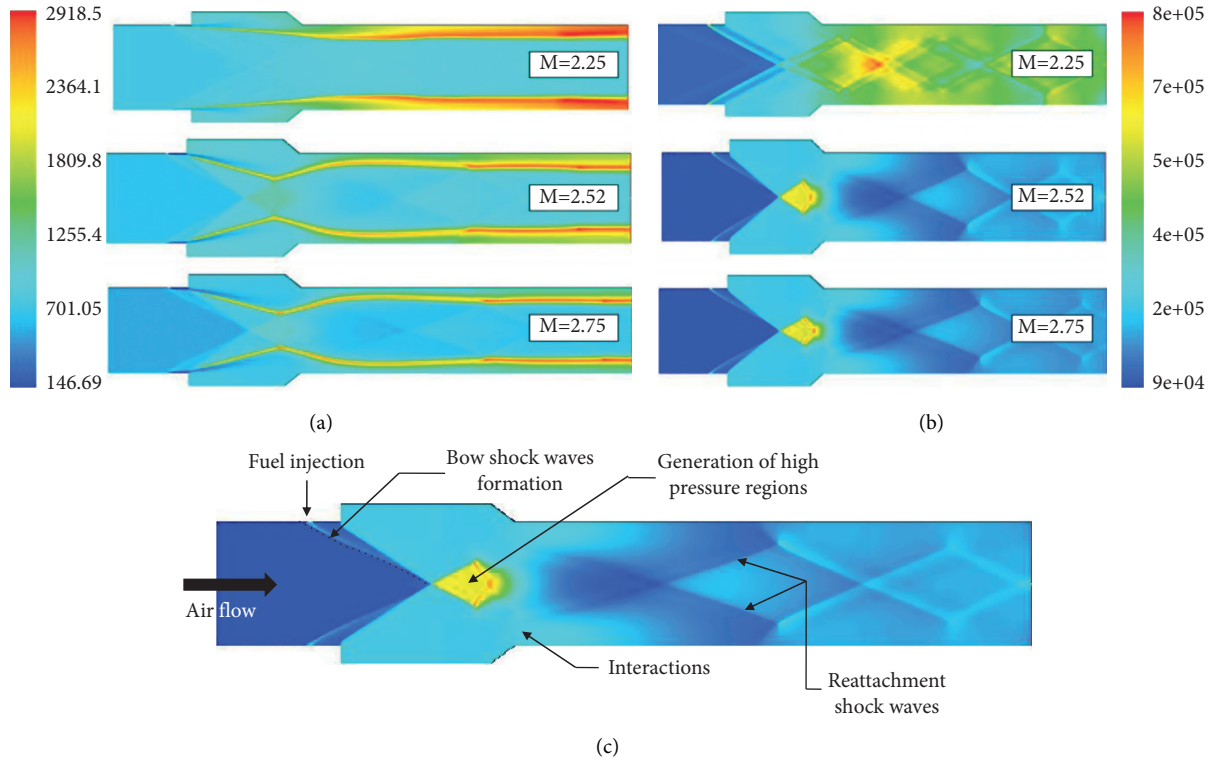 2918.5
2364.1
1809.8
1255.4
701.05
146.69
M=2.25
M=2.52
M=2.75
(a)
M=2.25
M=2.52
M=2.75
(b)
8e+05
7e+05
5e+05
4e+05
2e+05
9e+04
Fuel injection
Bow shock waves
formation
Generation of high
pressure regions
Air flow
Interactions
Reattachment
shock waves
(c)